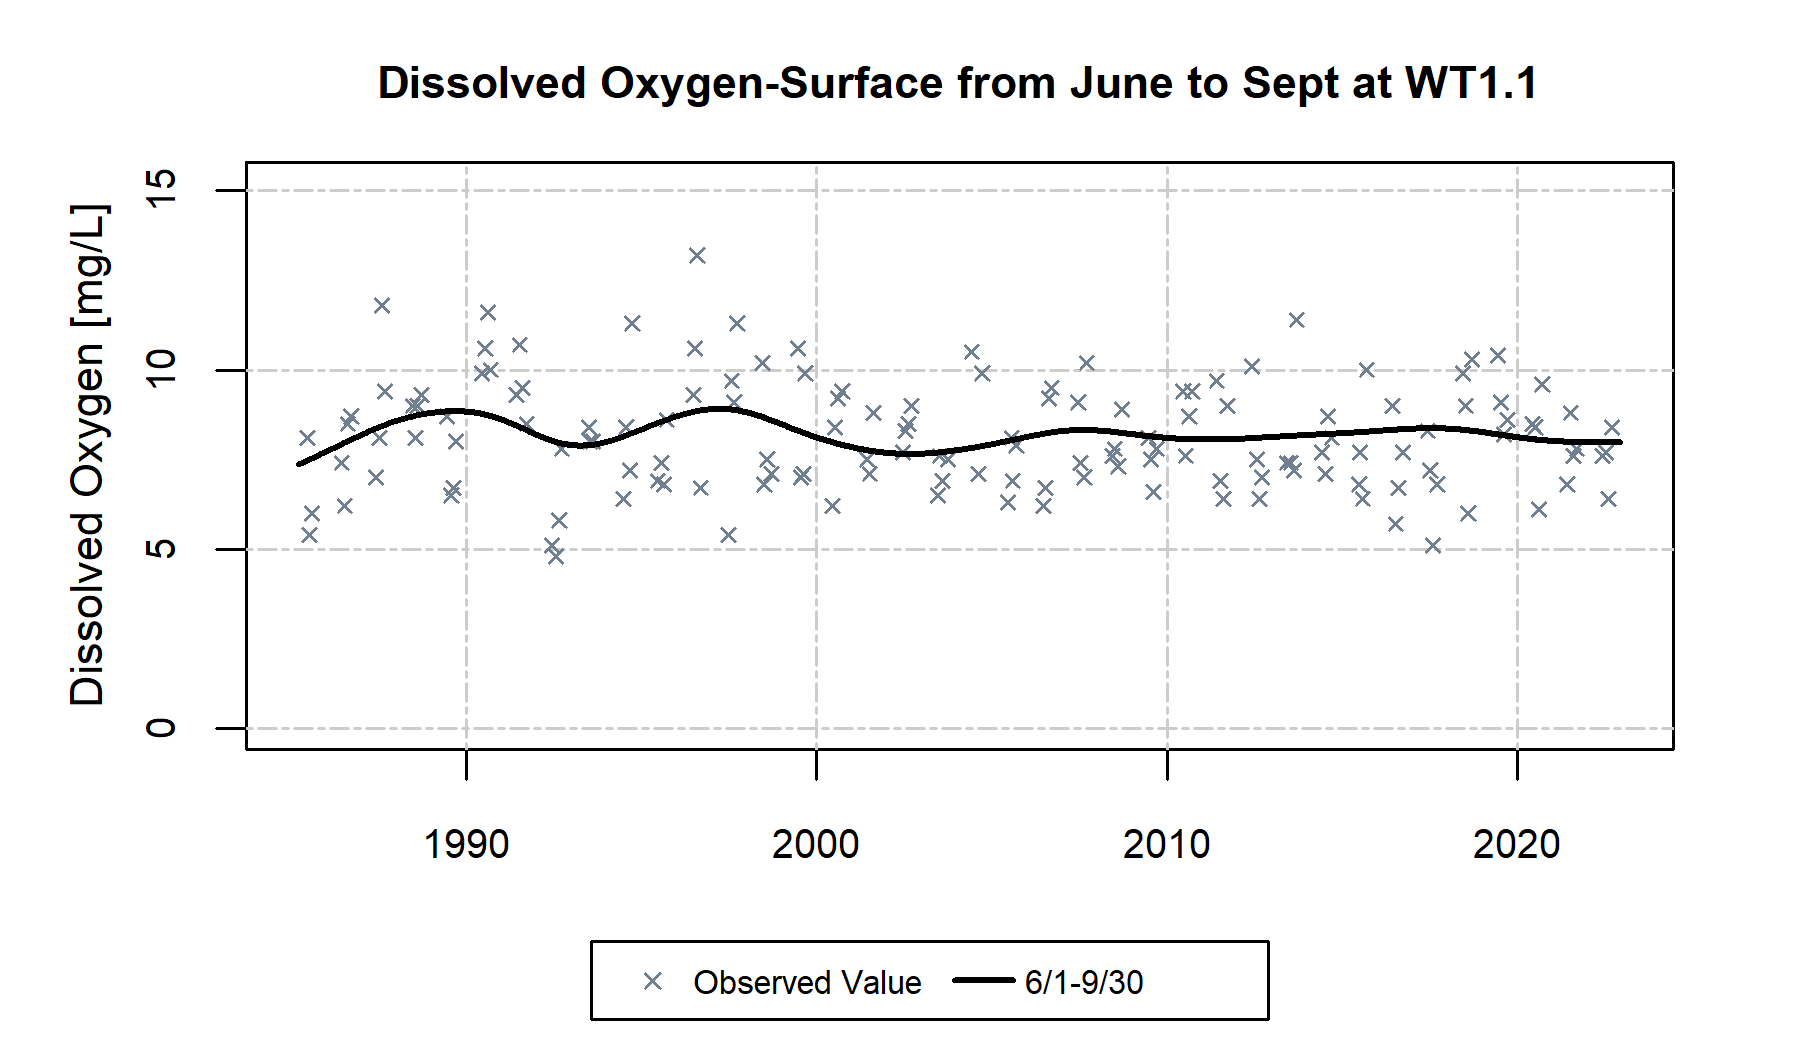 Dissolved Oxygen-Surface from June to Sept at WT1.1
Dissolved Oxygen [mg/L]
15
10
5
0
1990 2000 2010 2020
Observed Value 6/1-9/30